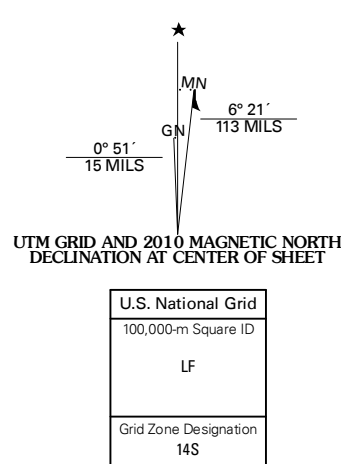 MN
GN
6° 21´
113 MILS
0° 51´
15 MILS
UTM GRID AND 2010 MAGNETIC NORTH
DECLINATION AT CENTER OF SHEET
U.S. National Grid
100,000-m Square ID
LF
Grid Zone Designation
14S